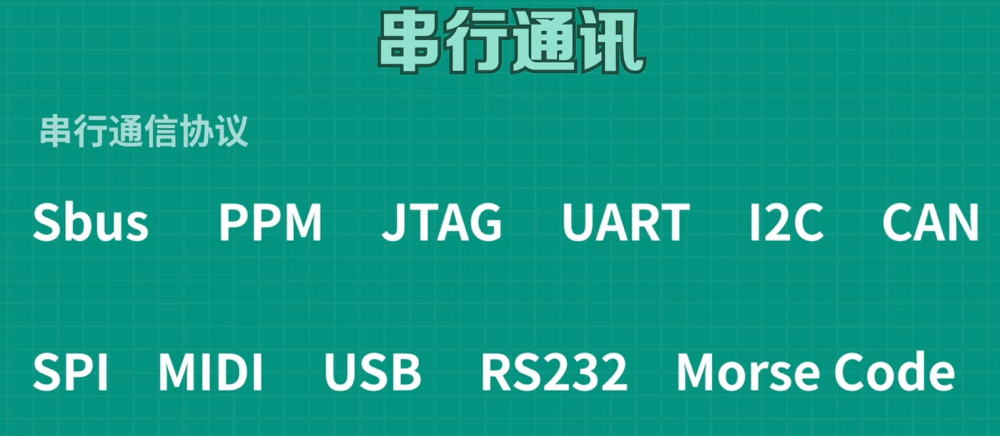 串行通讯
串行通信协议
Sbus PPM JTAG UART I2C CAN
SPI MIDI USB RS232 Morse Code